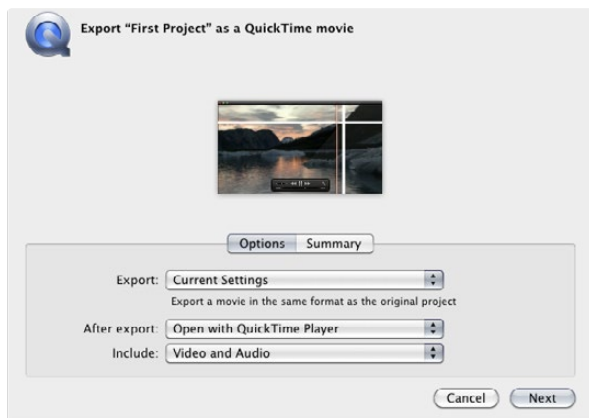 Export “First Project” as a QuickTime movie
Options Summary
Export: Current Settings
Export a movie in the same format as the original project
After export: Open with QuickTime Player
Include: Video and Audio
Cancel Next